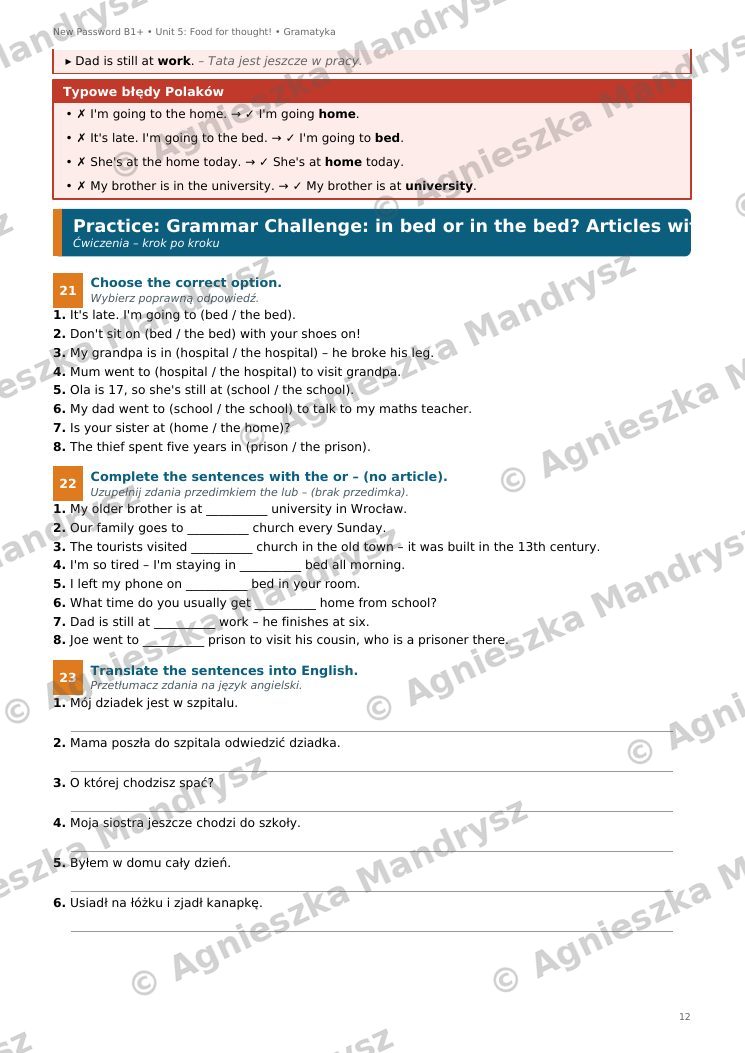 New Password B1+ • Unit 5: Food for thought! • Gramatyka
▸ Dad is still at work. – Tata jest jeszcze w pracy.
Typowe błędy Polaków
• ✗ I'm going to the home. → ✓ I'm going home.
• ✗ It's late. I'm going to the bed. → ✓ I'm going to bed.
• ✗ She's at the home today. → ✓ She's at home today.
• ✗ My brother is in the university. → ✓ My brother is at university.
Practice: Grammar Challenge: in bed or in the bed? Articles wi
Ćwiczenia – krok po kroku
21 Choose the correct option.
Wybierz poprawną odpowiedź.
1. It's late. I'm going to (bed / the bed).
2. Don't sit on (bed / the bed) with your shoes on!
3. My grandpa is in (hospital / the hospital) – he broke his leg.
4. Mum went to (hospital / the hospital) to visit grandpa.
5. Ola is 17, so she's still at (school / the school).
6. My dad went to (school / the school) to talk to my maths teacher.
7. Is your sister at (home / the home)?
8. The thief spent five years in (prison / the prison).
22 Complete the sentences with the or – (no article).
Uzupełnij zdania przedimkiem the lub – (brak przedimka).
1. My older brother is at __________ university in Wrocław.
2. Our family goes to __________ church every Sunday.
3. The tourists visited __________ church in the old town – it was built in the 13th century.
4. I'm so tired – I'm staying in __________ bed all morning.
5. I left my phone on __________ bed in your room.
6. What time do you usually get __________ home from school?
7. Dad is still at __________ work – he finishes at six.
8. Joe went to __________ prison to visit his cousin, who is a prisoner there.
23 Translate the sentences into English.
Przetłumacz zdania na język angielski.
1. Mój dziadek jest w szpitalu.
2. Mama poszła do szpitala odwiedzić dziadka.
3. O której chodzisz spać?
4. Moja siostra jeszcze chodzi do szkoły.
5. Byłem w domu cały dzień.
6. Usiadł na łóżku i zjadł kanapkę.
12
© Agnieszka Mandrysz